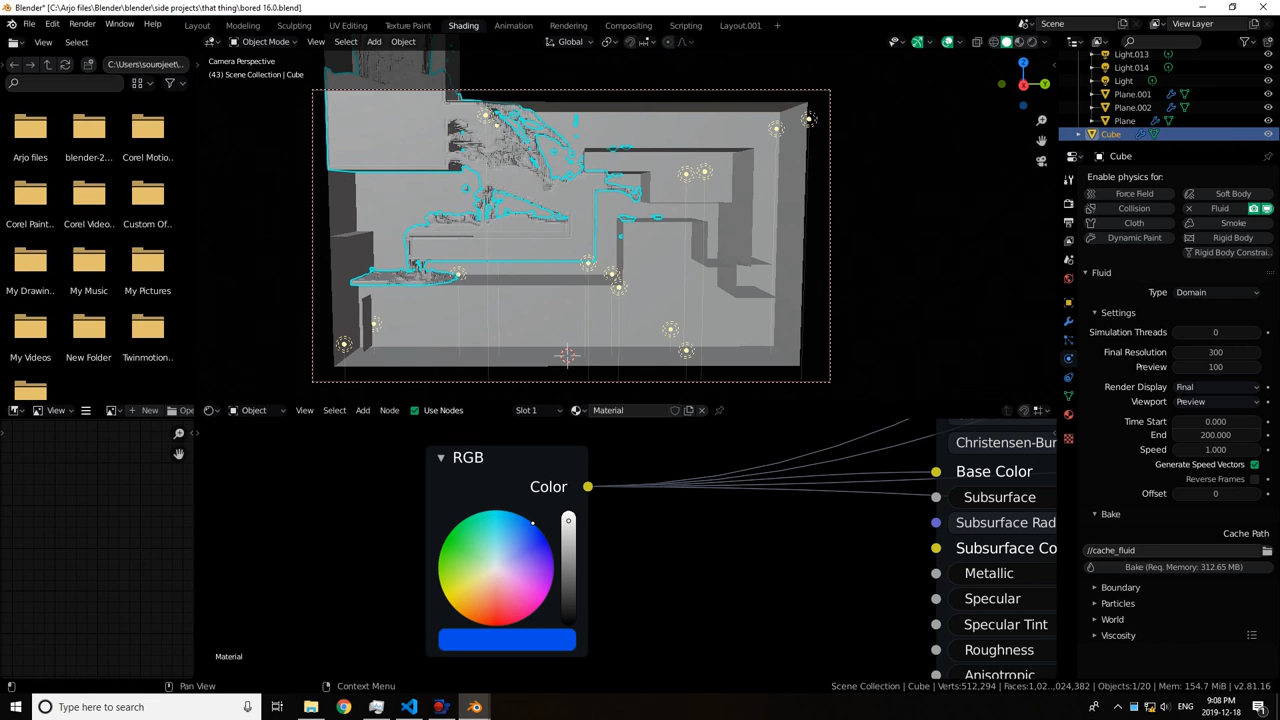 Blender* [C:\Arjo files\Blender\blender\side projects\that thing\bored 16.0.blend]
File Edit Render Window Help
Layout Modeling Sculpting UV Editing Texture Paint Shading Animation Rendering Compositing Scripting Layout.001
Scene View Layer
View Select
Object Mode View Select Add Object Global
C:\Users\sourojeet\..
Arjo files blender-2... Corel Motio...
Corel Paint... Corel Video... Custom Of...
My Drawin... My Music My Pictures
My Videos New Folder Twinmotion..
Camera Perspective
(43) Scene Collection | Cube
X
Y
Z
Light.013
Light.014
Light
Plane.001
Plane.002
Plane
Cube
Cube
Enable physics for:
Force Field Soft Body
Collision Fluid
Cloth Smoke
Dynamic Paint Rigid Body
Rigid Body Constrai..
Fluid
Type Domain
Settings
Simulation Threads 0
Final Resolution 300
Preview 100
Render Display Final
Viewport Preview
Time Start 0.000
End 200.000
Speed 1.000
Generate Speed Vectors
Reverse Frames
Offset 0
Bake
Cache Path
//cache_fluid
Bake (Req. Memory: 312.65 MB)
Boundary
Particles
World
Viscosity
View New Ope
Object View Select Add Node Use Nodes Slot 1 Material
RGB
Color
Christensen-Bur
Base Color
Subsurface
Subsurface Rad
Subsurface Co
Metallic
Specular
Specular Tint
Roughness
Anisotropic
Material
Pan View Context Menu
Scene Collection | Cube | Verts:512,294 | Faces:1,02..,024,382 | Objects:1/20 | Mem: 154.7 MiB | v2.81.16
Type here to search
ENG
9:08 PM
2019-12-18
1